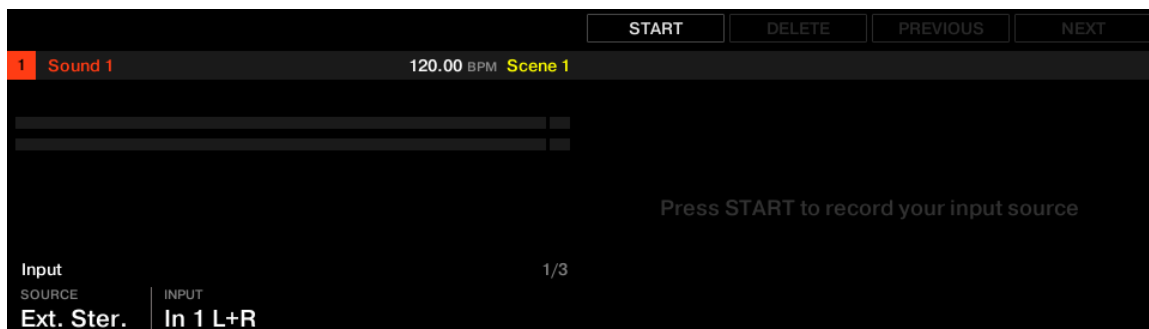 START DELETE PREVIOUS NEXT
1 Sound 1 120.00 BPM Scene 1
Press START to record your input source
Input 1/3
SOURCE INPUT
Ext. Ster. In 1 L+R